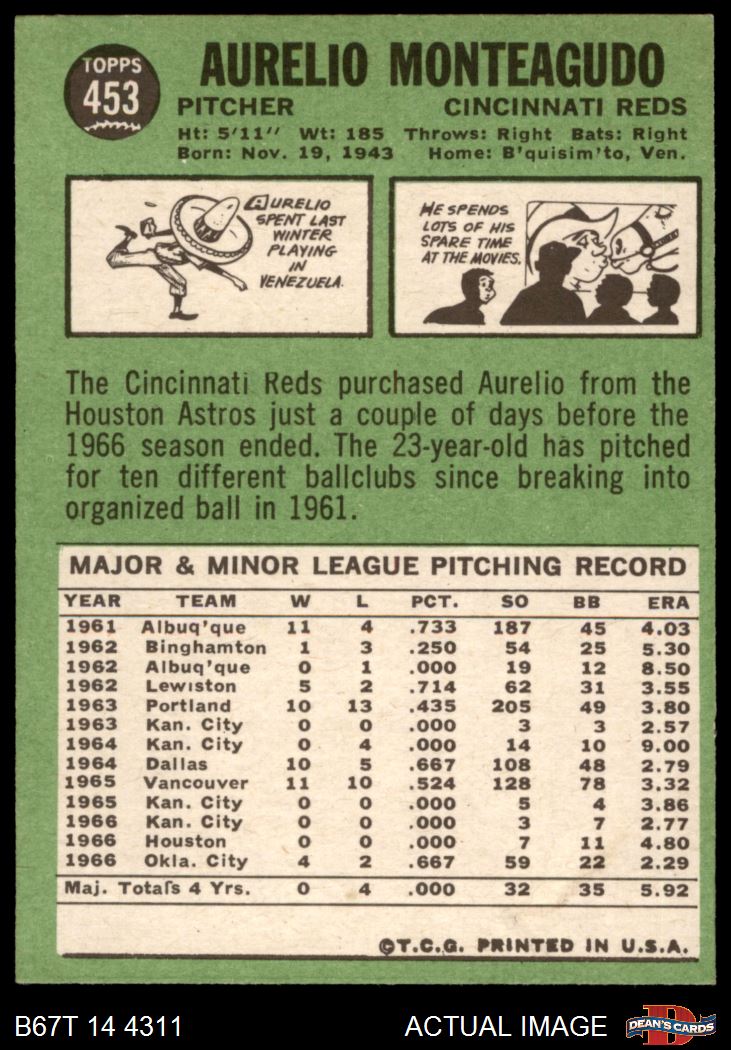 TOPPS
453
AURELIO MONTEAGUDO
PITCHER CINCINNATI REDS
Ht: 5'11" Wt: 185 Throws: Right Bats: Right
Born: Nov. 19, 1943 Home: B'quisim'to, Ven.
AURELIO
SPENT LAST
WINTER
PLAYING
IN
VENEZUELA.
HE SPENDS
LOTS OF HIS
SPARE TIME
AT THE MOVIES.
The Cincinnati Reds purchased Aurelio from the
Houston Astros just a couple of days before the
1966 season ended. The 23-year-old has pitched
for ten different ballclubs since breaking into
organized ball in 1961.
MAJOR & MINOR LEAGUE PITCHING RECORD
YEAR TEAM W L PCT. SO BB ERA
1961 Albuq'que 11 4 .733 187 45 4.03
1962 Binghamton 1 3 .250 54 25 5.30
1962 Albuq'que 0 1 .000 19 12 8.50
1962 Lewiston 5 2 .714 62 31 3.55
1963 Portland 10 13 .435 205 49 3.80
1963 Kan. City 0 0 .000 3 3 2.57
1964 Kan. City 0 4 .000 14 10 9.00
1964 Dallas 10 5 .667 108 48 2.79
1965 Vancouver 11 10 .524 128 78 3.32
1965 Kan. City 0 0 .000 5 4 3.86
1966 Kan. City 0 0 .000 3 7 2.77
1966 Houston 0 0 .000 7 11 4.80
1966 Okla. City 4 2 .667 59 22 2.29
Maj. Totals 4 Yrs. 0 4 .000 32 35 5.92
©T.C.G. PRINTED IN U.S.A.
B67T 14 4311 ACTUAL IMAGE
D
DEAN'S CARDS